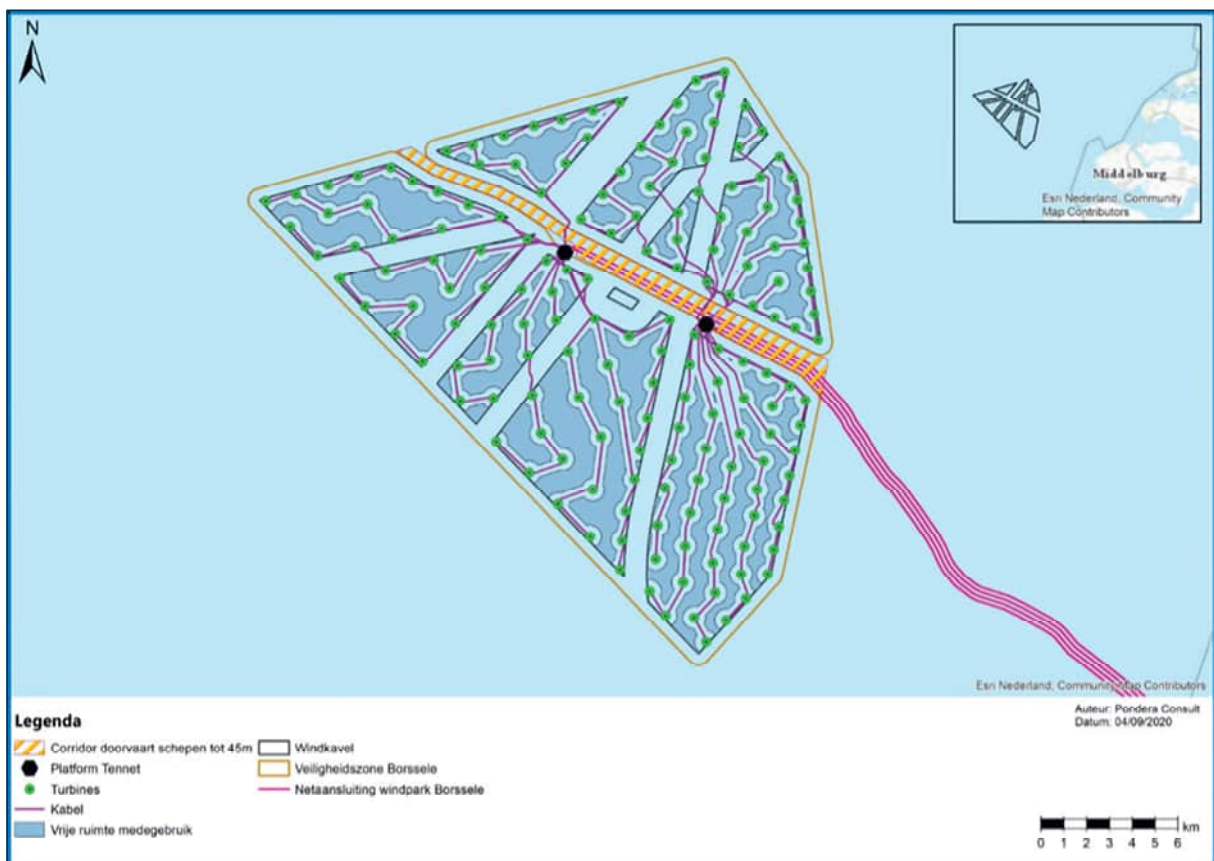 N
Middelburg
Esri Nederland, Community
Map Contributors
Esri Nederland, Community Map Contributors
Auteur: Pondera Consult
Datum: 04/09/2020
Legenda
Corridor doorvaart schepen tot 45m
Windkavel
Platform Tennet
Veiligheidszone Borssele
Turbines
Netaansluiting windpark Borssele
Kabel
Vrije ruimte medegebruik
km
0 1 2 3 4 5 6